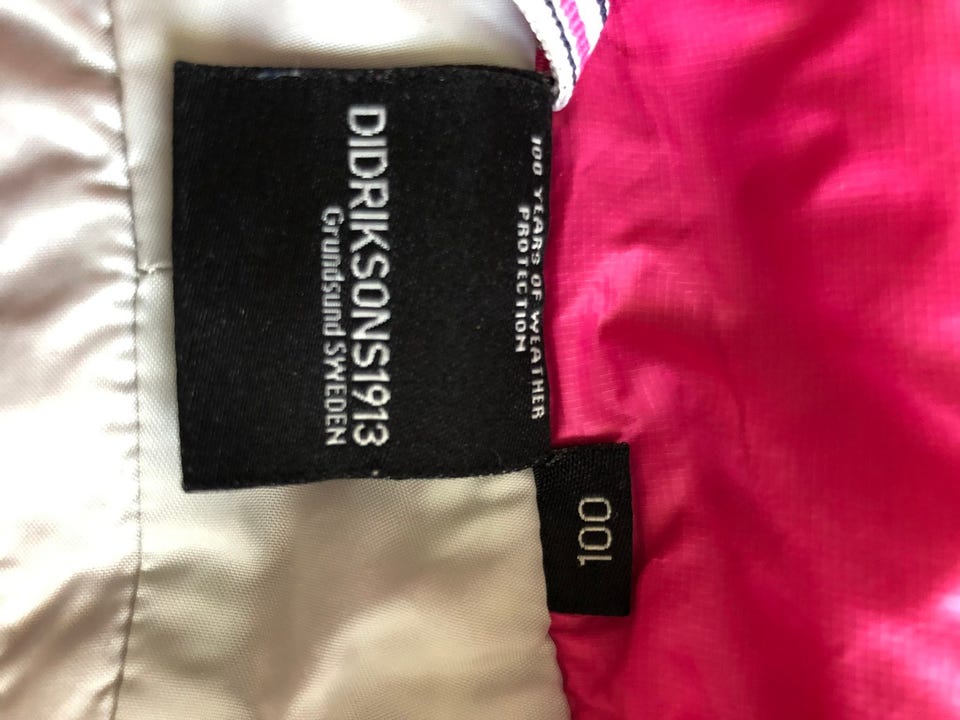 100 YEARS OF WEATHER
PROTECTION
DIDRIKSONS1913
Grundsund SWEDEN
100